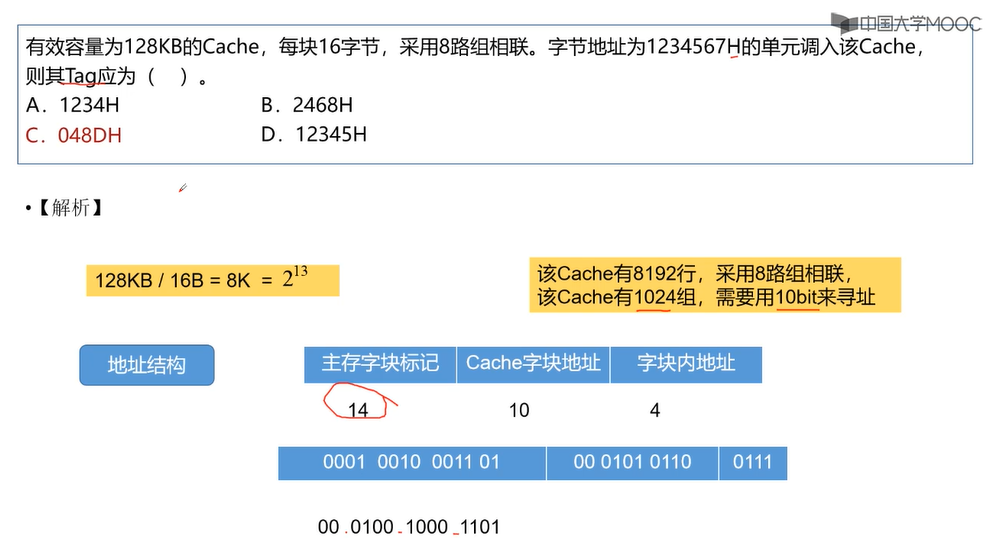 中国大学MOOC
有效容量为128KB的Cache，每块16字节，采用8路组相联。字节地址为1234567H的单元调入该Cache，
则其Tag应为（ ）。
A．1234H B．2468H
C．048DH D．12345H
•【解析】
128KB / 16B = 8K = 2^13
该Cache有8192行，采用8路组相联，
该Cache有1024组，需要用10bit来寻址
地址结构 主存字块标记 Cache字块地址 字块内地址
14 10 4
0001 0010 0011 01 00 0101 0110 0111
00 0100 1000 1101